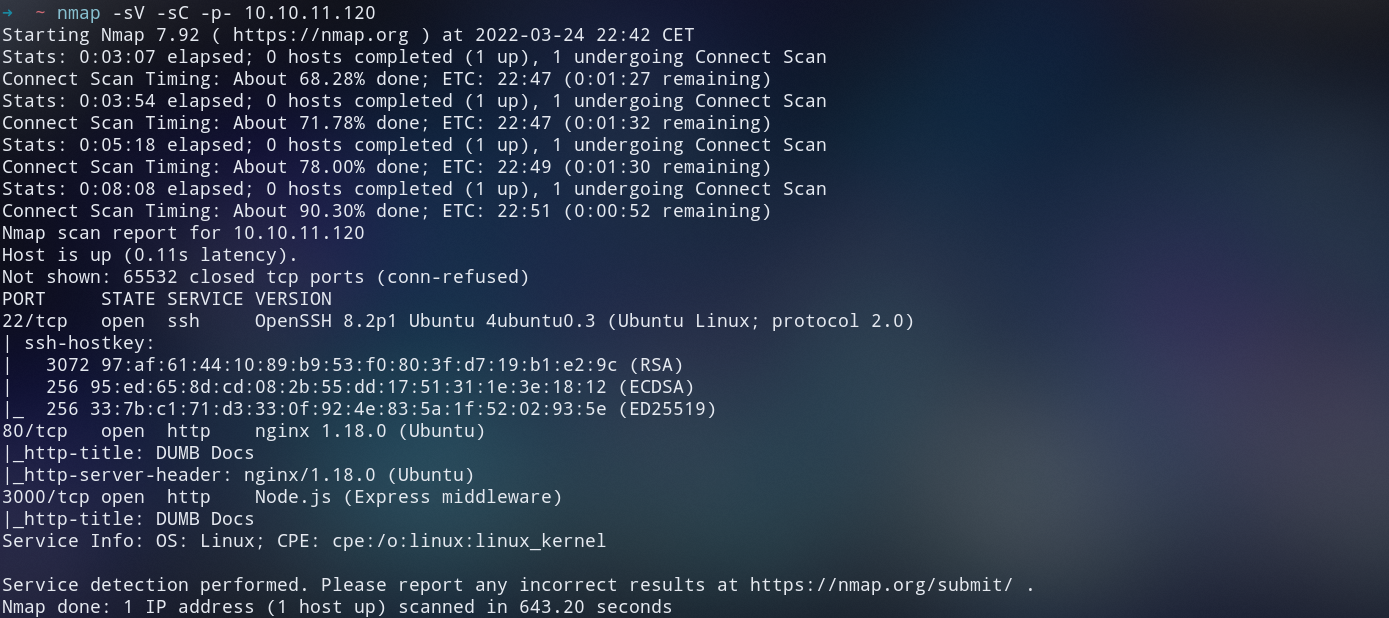 →  ~ nmap -sV -sC -p- 10.10.11.120
Starting Nmap 7.92 ( https://nmap.org ) at 2022-03-24 22:42 CET
Stats: 0:03:07 elapsed; 0 hosts completed (1 up), 1 undergoing Connect Scan
Connect Scan Timing: About 68.28% done; ETC: 22:47 (0:01:27 remaining)
Stats: 0:03:54 elapsed; 0 hosts completed (1 up), 1 undergoing Connect Scan
Connect Scan Timing: About 71.78% done; ETC: 22:47 (0:01:32 remaining)
Stats: 0:05:18 elapsed; 0 hosts completed (1 up), 1 undergoing Connect Scan
Connect Scan Timing: About 78.00% done; ETC: 22:49 (0:01:30 remaining)
Stats: 0:08:08 elapsed; 0 hosts completed (1 up), 1 undergoing Connect Scan
Connect Scan Timing: About 90.30% done; ETC: 22:51 (0:00:52 remaining)
Nmap scan report for 10.10.11.120
Host is up (0.11s latency).
Not shown: 65532 closed tcp ports (conn-refused)
PORT     STATE SERVICE VERSION
22/tcp   open  ssh     OpenSSH 8.2p1 Ubuntu 4ubuntu0.3 (Ubuntu Linux; protocol 2.0)
| ssh-hostkey:
|   3072 97:af:61:44:10:89:b9:53:f0:80:3f:d7:19:b1:e2:9c (RSA)
|   256 95:ed:65:8d:cd:08:2b:55:dd:17:51:31:1e:3e:18:12 (ECDSA)
|_  256 33:7b:c1:71:d3:33:0f:92:4e:83:5a:1f:52:02:93:5e (ED25519)
80/tcp   open  http    nginx 1.18.0 (Ubuntu)
|_http-title: DUMB Docs
|_http-server-header: nginx/1.18.0 (Ubuntu)
3000/tcp open  http    Node.js (Express middleware)
|_http-title: DUMB Docs
Service Info: OS: Linux; CPE: cpe:/o:linux:linux_kernel

Service detection performed. Please report any incorrect results at https://nmap.org/submit/ .
Nmap done: 1 IP address (1 host up) scanned in 643.20 seconds